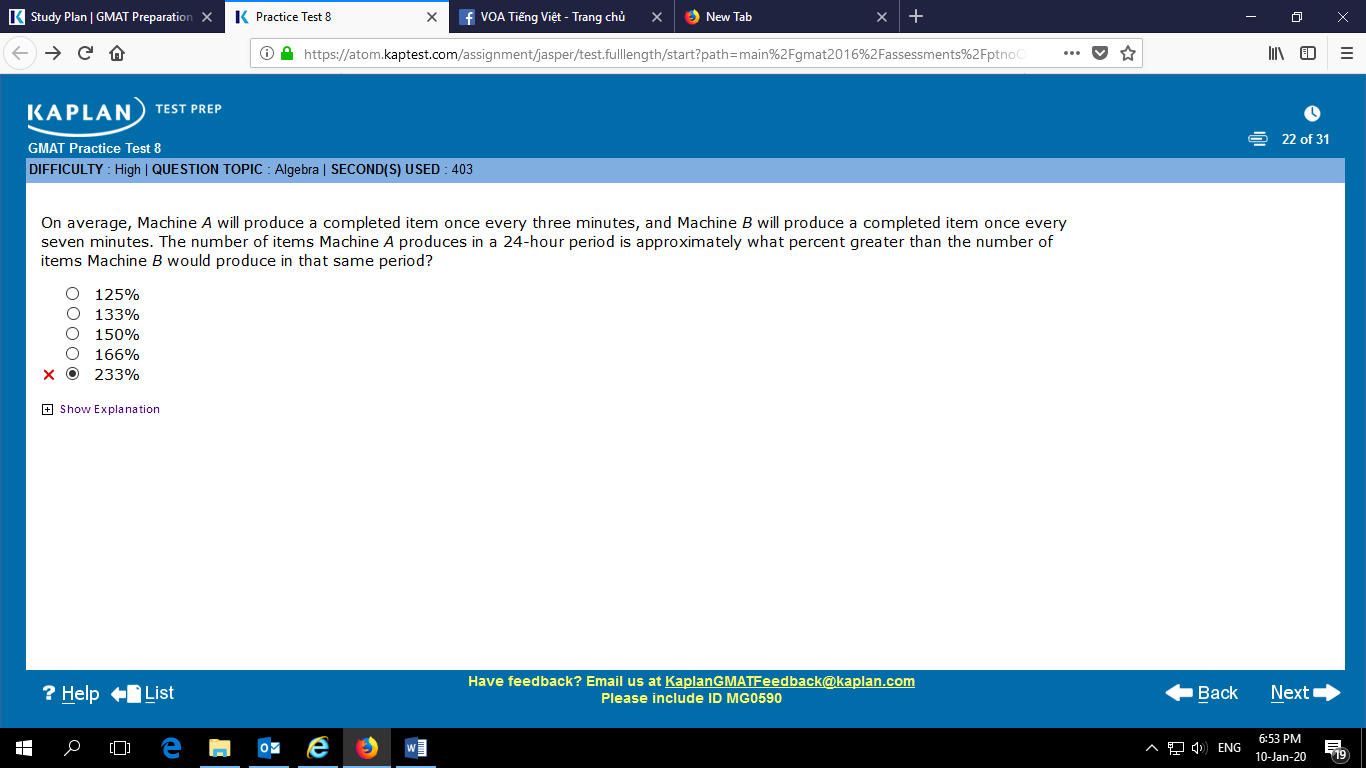 Study Plan | GMAT Preparation
Practice Test 8
VOA Tiếng Việt - Trang chủ
New Tab
https://atom.kaptest.com/assignment/jasper/test.fulllength/start?path=main%2Fgmat2016%2Fassessments%2Fptno
KAPLAN TEST PREP
22 of 31
GMAT Practice Test 8
DIFFICULTY : High | QUESTION TOPIC : Algebra | SECOND(S) USED : 403
On average, Machine A will produce a completed item once every three minutes, and Machine B will produce a completed item once every
seven minutes. The number of items Machine A produces in a 24-hour period is approximately what percent greater than the number of
items Machine B would produce in that same period?
125%
133%
150%
166%
233%
Show Explanation
? Help List
Have feedback? Email us at KaplanGMATFeedback@kaplan.com
Please include ID MG0590
Back Next
ENG
6:53 PM
10-Jan-20
19